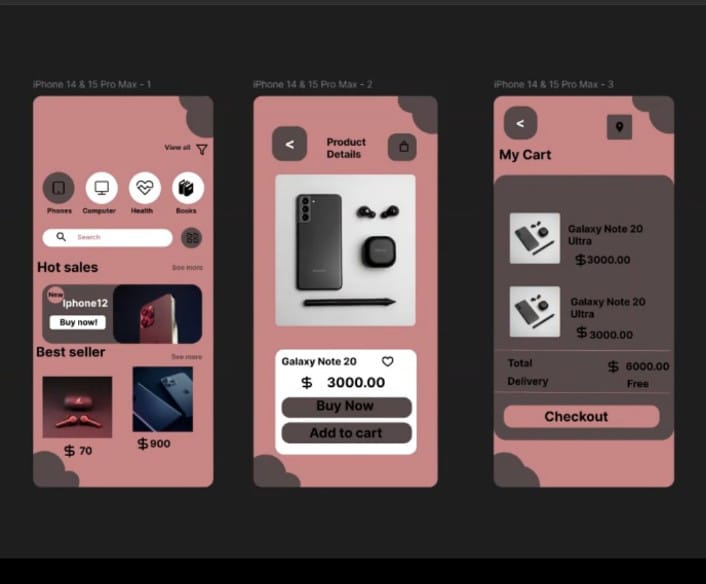 iPhone 14 & 15 Pro Max - 1
View all
Phones
Computer
Health
Books
Search
Hot sales
See more
New
Iphone12
Buy now!
Best seller
See more
$ 70
$900
iPhone 14 & 15 Pro Max - 2
<
Product
Details
Galaxy Note 20
$ 3000.00
Buy Now
Add to cart
iPhone 14 & 15 Pro Max - 3
<
My Cart
Galaxy Note 20
Ultra
$3000.00
Galaxy Note 20
Ultra
$3000.00
Total
$ 6000.00
Delivery
Free
Checkout